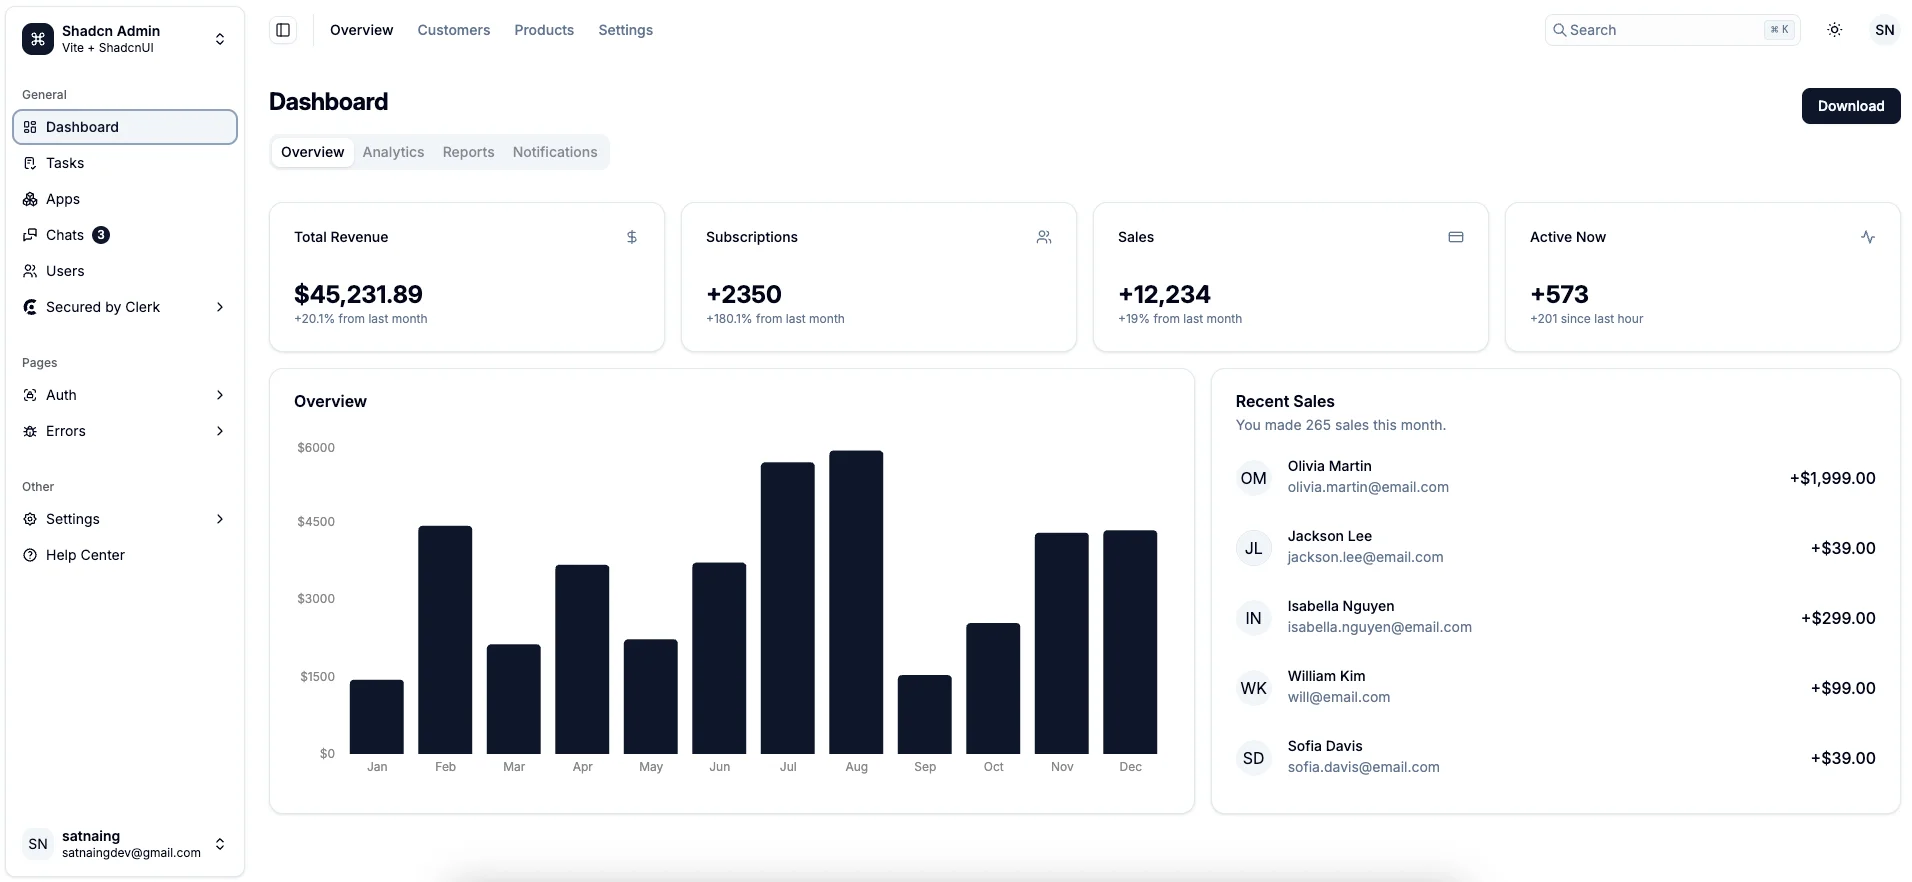 Shadcn Admin
Vite + ShadcnUI
General
Dashboard
Tasks
Apps
Chats 3
Users
Secured by Clerk
Pages
Auth
Errors
Other
Settings
Help Center
SN
satnaing
satnaingdev@gmail.com
Overview Customers Products Settings
Search ⌘ K
SN
Dashboard
Download
Overview Analytics Reports Notifications
Total Revenue
$45,231.89
+20.1% from last month
Subscriptions
+2350
+180.1% from last month
Sales
+12,234
+19% from last month
Active Now
+573
+201 since last hour
Overview
$6000
$4500
$3000
$1500
$0
Jan Feb Mar Apr May Jun Jul Aug Sep Oct Nov Dec
Recent Sales
You made 265 sales this month.
OM
Olivia Martin
olivia.martin@email.com
+$1,999.00
JL
Jackson Lee
jackson.lee@email.com
+$39.00
IN
Isabella Nguyen
isabella.nguyen@email.com
+$299.00
WK
William Kim
will@email.com
+$99.00
SD
Sofia Davis
sofia.davis@email.com
+$39.00